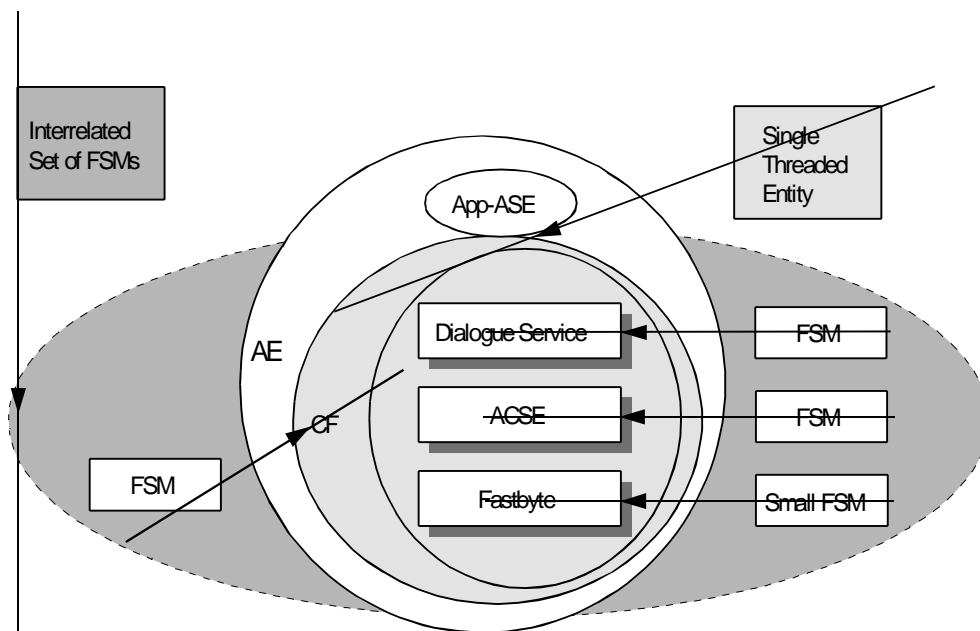 Interrelated
Set of FSMs
Single
Threaded
Entity
App-ASE
Dialogue Service
FSM
AE
ACSE
FSM
CF
FSM
Fastbyte
Small FSM